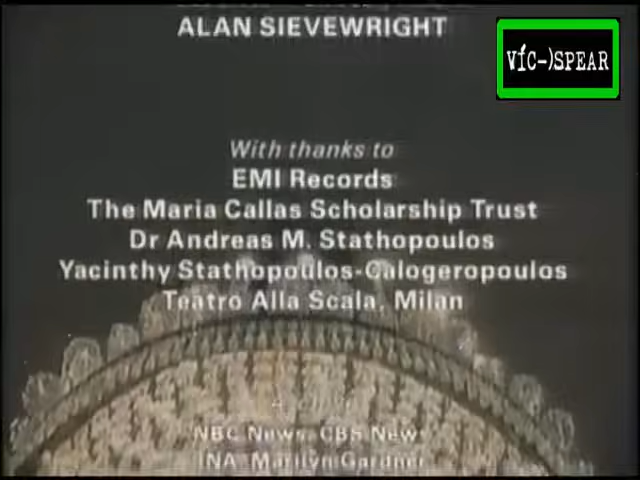 ALAN SIEVEWRIGHT
VIC-)SPEAR
With thanks to
EMI Records
The Maria Callas Scholarship Trust
Dr Andreas M. Stathopoulos
Yacinthy Stathopoulos-Calogeropoulos
Teatro Alla Scala, Milan
NBC News, CBS News
INA, Marilyn Gardner